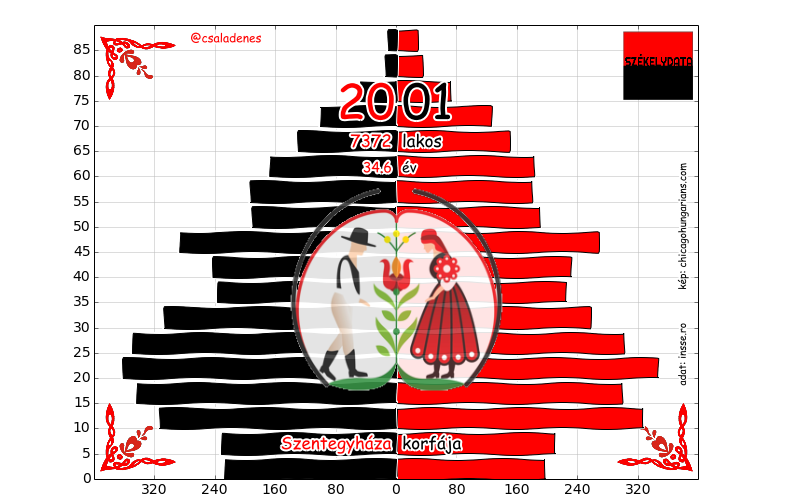 @csaladenes
SZÉKELYDATA
2001
7372 lakos
34.6 év
kép: chicagohungarians.com
adat: insse.ro
Szentegyháza korfája
85
80
75
70
65
60
55
50
45
40
35
30
25
20
15
10
5
0
320 240 160 80 0 80 160 240 320